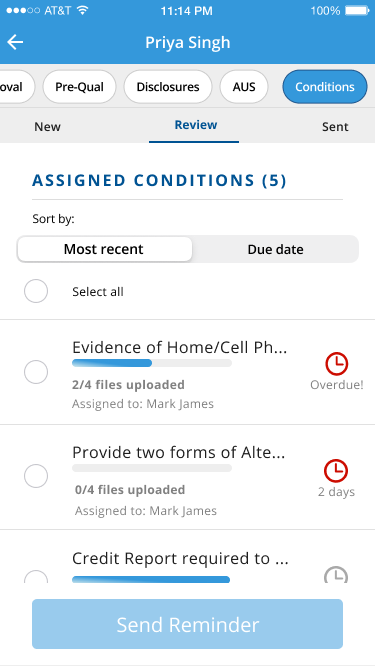 AT&T 11:14 PM 100%
Priya Singh
oval Pre-Qual Disclosures AUS Conditions
New Review Sent
ASSIGNED CONDITIONS (5)
Sort by:
Most recent Due date
Select all
Evidence of Home/Cell Ph...
2/4 files uploaded
Assigned to: Mark James
Overdue!
Provide two forms of Alte...
0/4 files uploaded
Assigned to: Mark James
2 days
Credit Report required to ...
Send Reminder